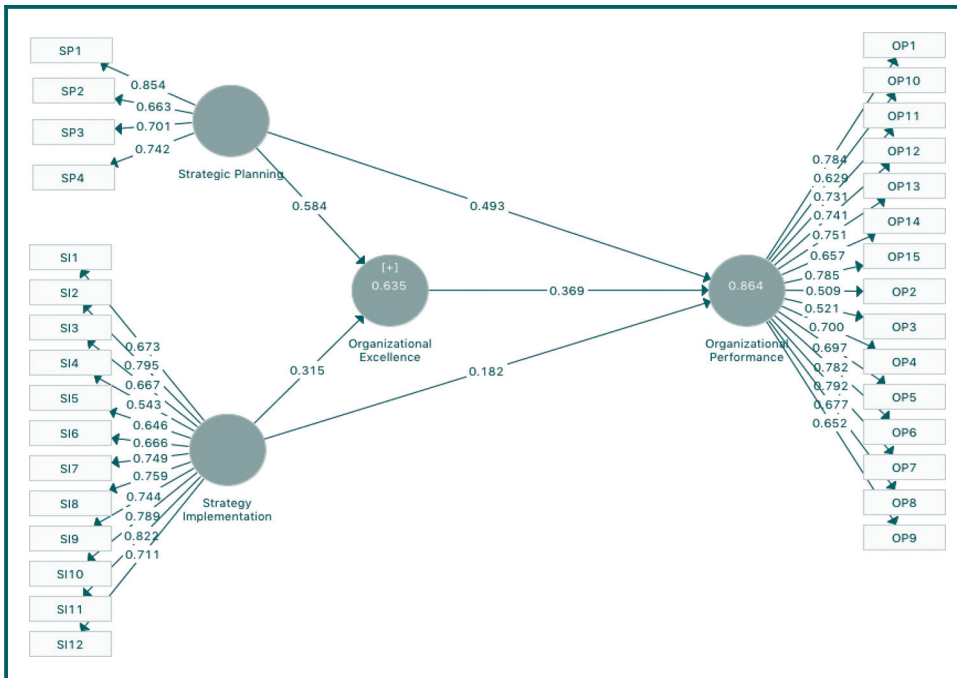 SP1
SP2
SP3
SP4
0.854
0.663
0.701
0.742
Strategic Planning
0.584
0.493
SI1
SI2
SI3
SI4
SI5
SI6
SI7
SI8
SI9
SI10
SI11
SI12
0.673
0.795
0.667
0.543
0.646
0.666
0.749
0.759
0.744
0.789
0.822
0.711
Strategy
Implementation
0.315
0.182
[+]
0.635
Organizational
Excellence
0.369
0.864
Organizational
Performance
0.784
0.629
0.731
0.741
0.751
0.657
0.785
0.509
0.521
0.700
0.697
0.782
0.792
0.677
0.652
OP1
OP10
OP11
OP12
OP13
OP14
OP15
OP2
OP3
OP4
OP5
OP6
OP7
OP8
OP9